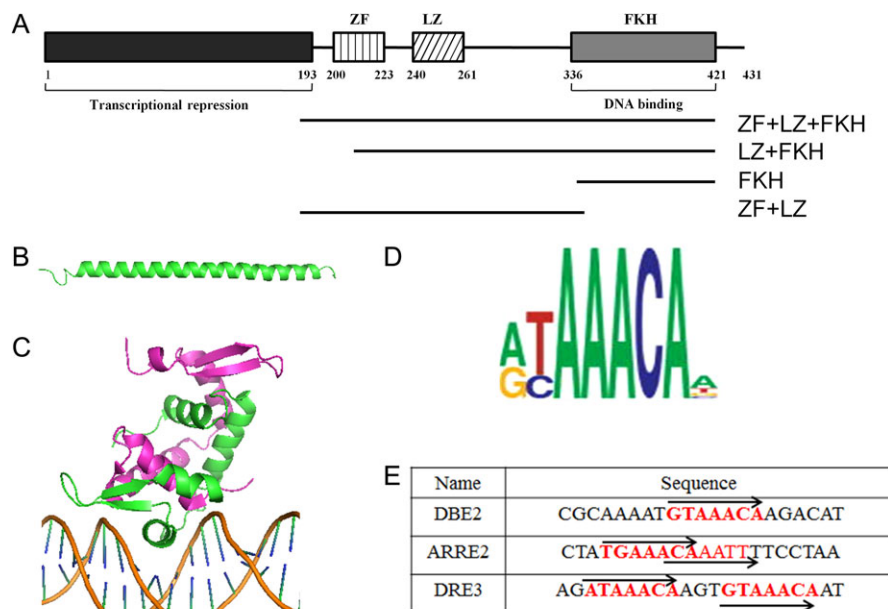 A
ZF LZ FKH
1 193 200 223 240 261 336 421 431
Transcriptional repression DNA binding
ZF+LZ+FKH
LZ+FKH
FKH
ZF+LZ
B
C
D
A
G
T
C
AAACA
A
E
Name Sequence
DBE2 CGCAAAATGTAAACAAGACAT
ARRE2 CTATGAAACAAATTTTCCTAA
DRE3 AGATAAACAAGTGTAAACAAT